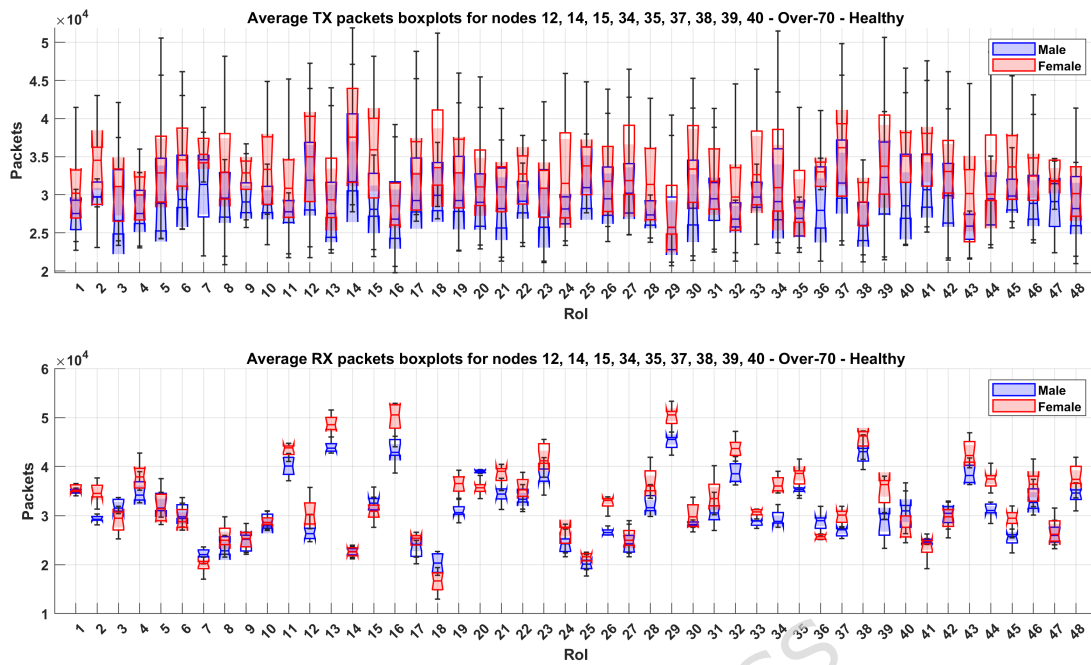 Average TX packets boxplots for nodes 12, 14, 15, 34, 35, 37, 38, 39, 40 - Over-70 - Healthy
×10^4
5
4.5
4
3.5
3
2.5
2
Packets
Male
Female
1 2 3 4 5 6 7 8 9 10 11 12 13 14 15 16 17 18 19 20 21 22 23 24 25 26 27 28 29 30 31 32 33 34 35 36 37 38 39 40 41 42 43 44 45 46 47 48
RoI
Average RX packets boxplots for nodes 12, 14, 15, 34, 35, 37, 38, 39, 40 - Over-70 - Healthy
×10^4
6
5
4
3
2
1
Packets
Male
Female
1 2 3 4 5 6 7 8 9 10 11 12 13 14 15 16 17 18 19 20 21 22 23 24 25 26 27 28 29 30 31 32 33 34 35 36 37 38 39 40 41 42 43 44 45 46 47 48
RoI